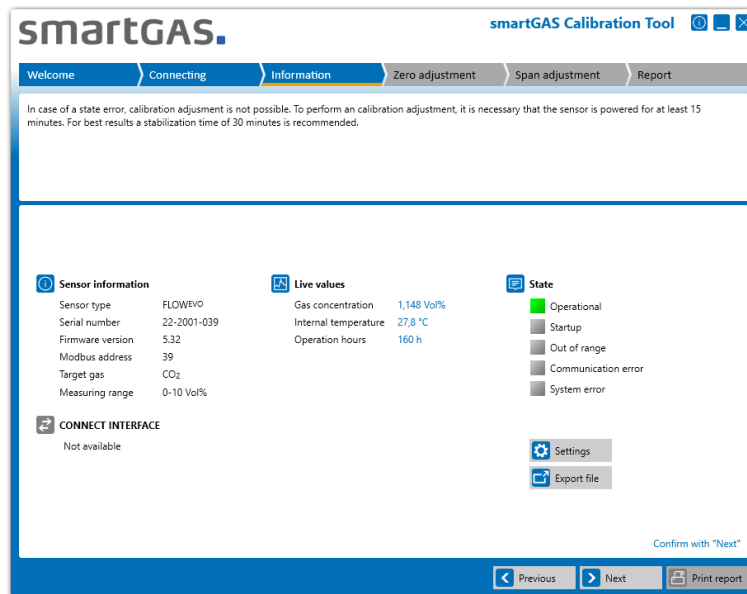 smartGAS.
smartGAS Calibration Tool
Welcome
Connecting
Information
Zero adjustment
Span adjustment
Report
In case of a state error, calibration adjusment is not possible. To perform an calibration adjustment, it is necessary that the sensor is powered for at least 15
minutes. For best results a stabilization time of 30 minutes is recommended.
Sensor information
Sensor type FLOWEVO
Serial number 22-2001-039
Firmware version 5.32
Modbus address 39
Target gas CO2
Measuring range 0-10 Vol%
CONNECT INTERFACE
Not available
Live values
Gas concentration 1,148 Vol%
Internal temperature 27,8 °C
Operation hours 160 h
State
Operational
Startup
Out of range
Communication error
System error
Settings
Export file
Confirm with "Next"
Previous
Next
Print report